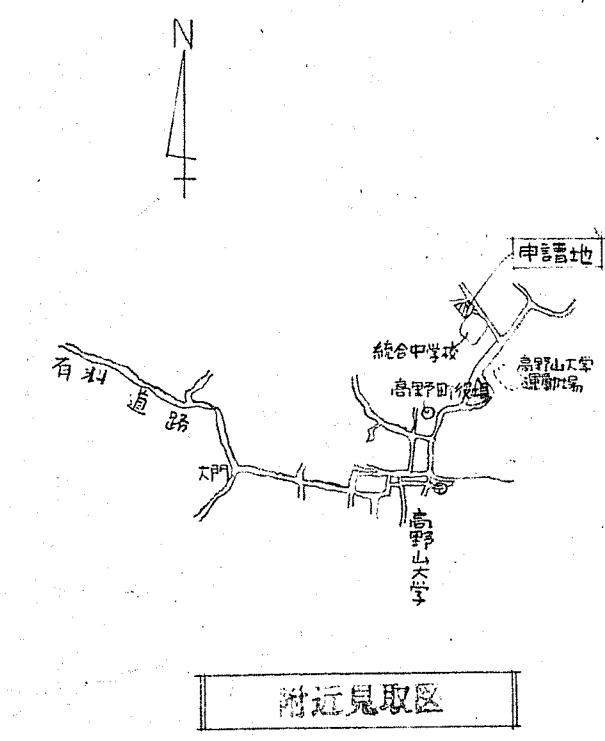 N
申請地
統合中学校
高野山大学
運動場
高野町役場
有料
道路
大門
高野山大学
附近見取図